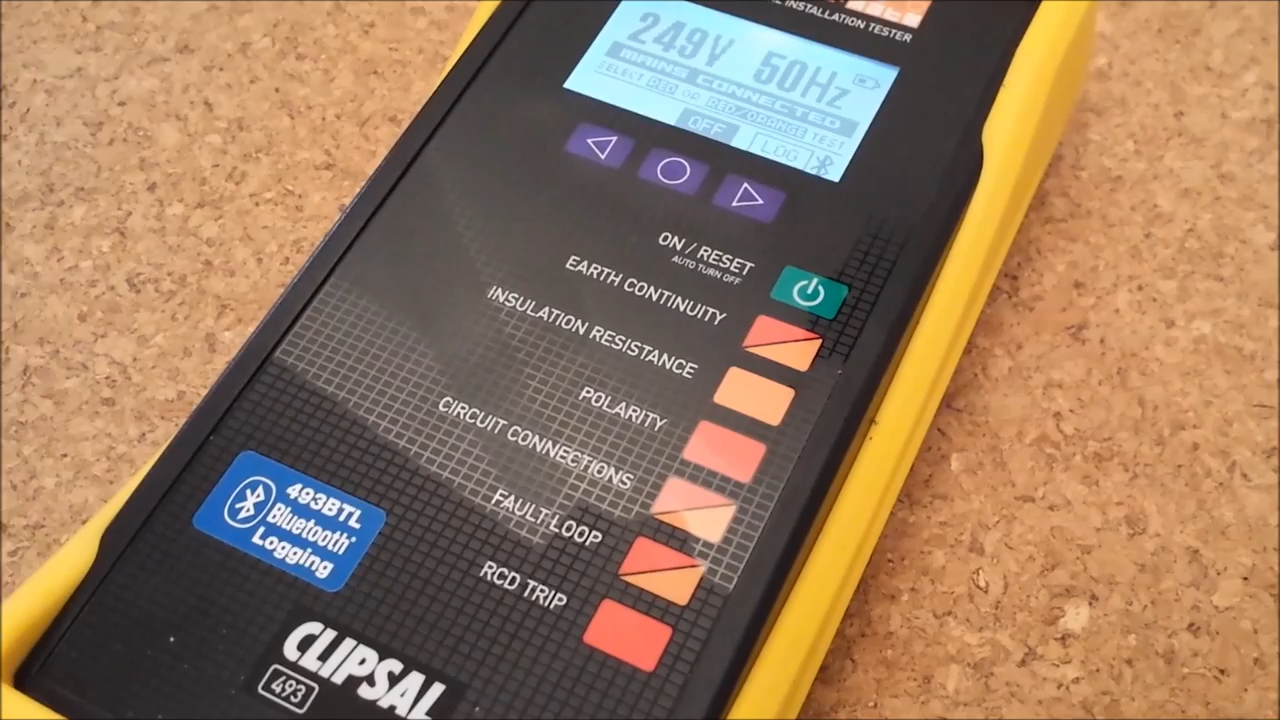 INSTALLATION TESTER
249V 50Hz
MAINS CONNECTED
SELECT RED OR RED/ORANGE TEST
OFF LOG
ON / RESET
AUTO TURN OFF
EARTH CONTINUITY
INSULATION RESISTANCE
POLARITY
CIRCUIT CONNECTIONS
FAULT LOOP
RCD TRIP
493BTL
Bluetooth®
Logging
CLIPSAL
493